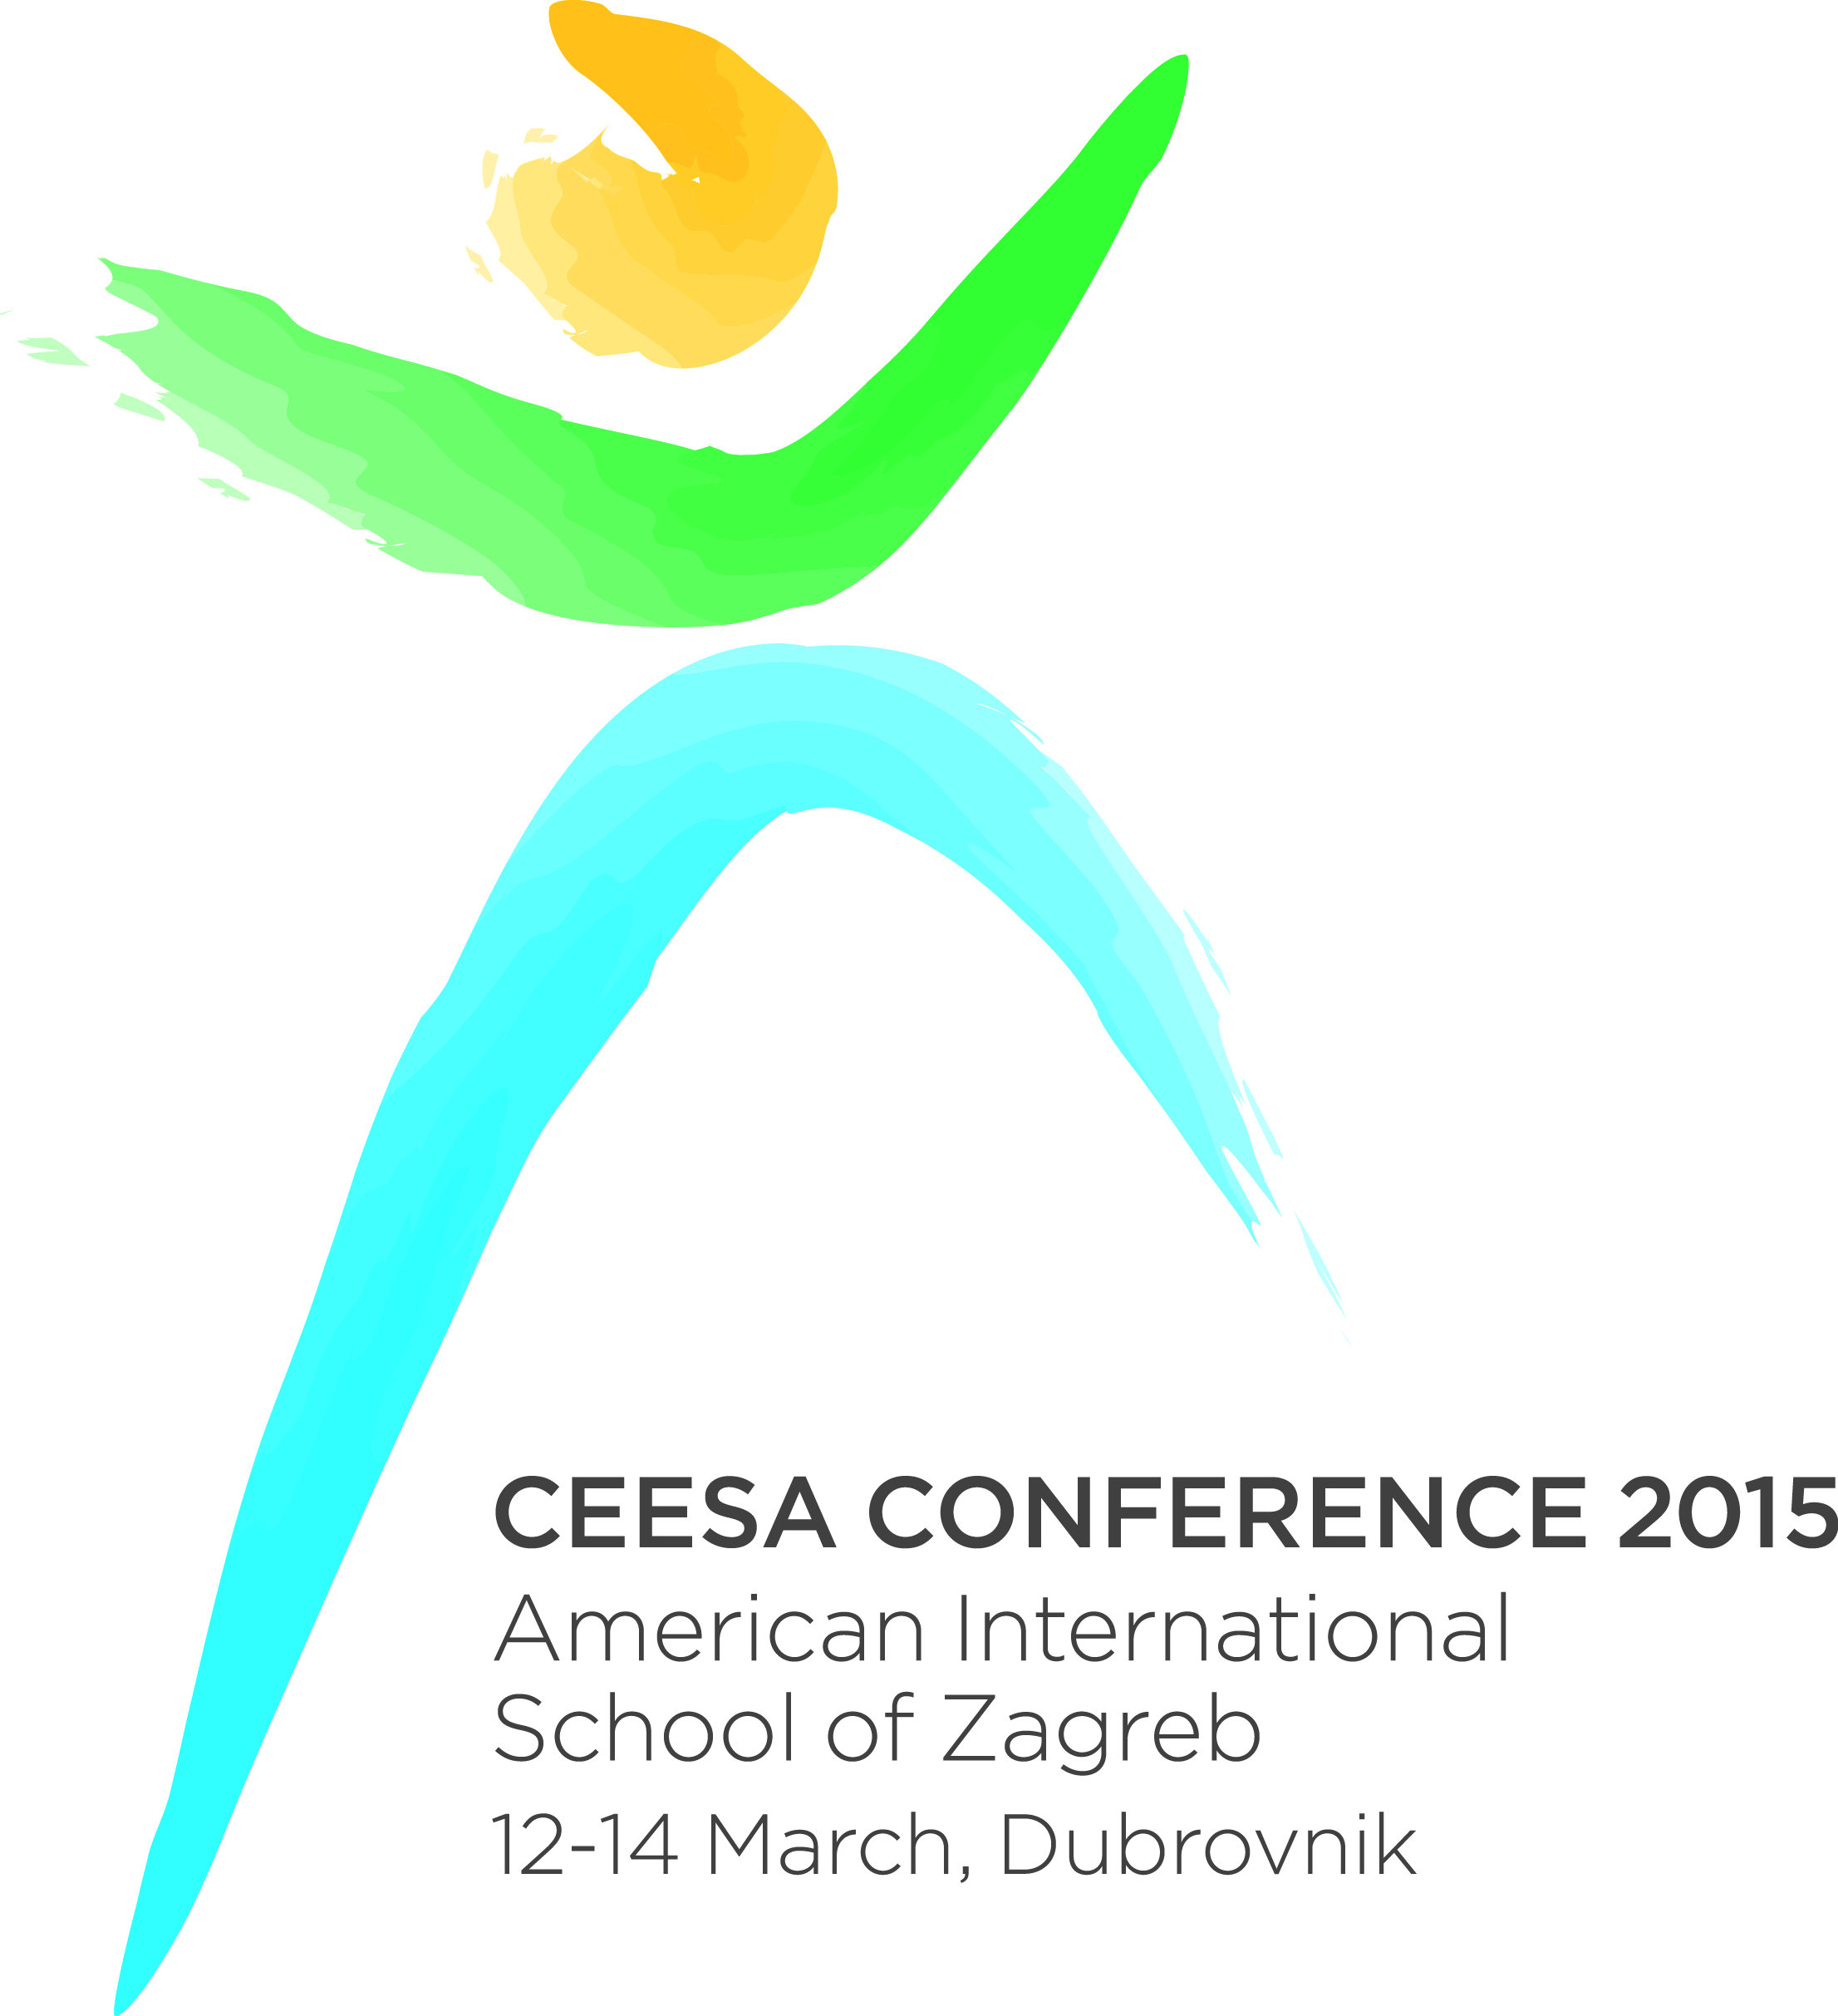 CEESA CONFERENCE 2015
American International
School of Zagreb
12-14 March, Dubrovnik